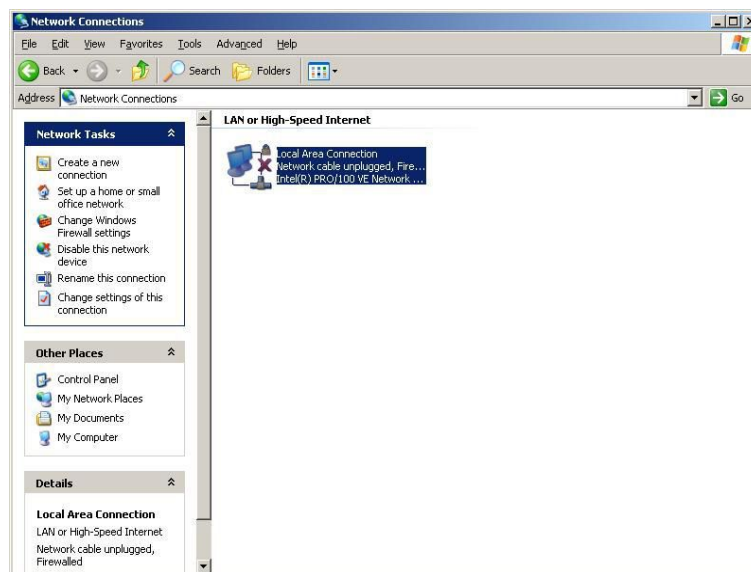 Network Connections
File Edit View Favorites Tools Advanced Help
Back Search Folders
Address Network Connections Go
Network Tasks
Create a new
connection
Set up a home or small
office network
Change Windows
Firewall settings
Disable this network
device
Rename this connection
Change settings of this
connection
Other Places
Control Panel
My Network Places
My Documents
My Computer
Details
Local Area Connection
LAN or High-Speed Internet
Network cable unplugged,
Firewalled
LAN or High-Speed Internet
Local Area Connection
Network cable unplugged, Fire...
Intel(R) PRO/100 VE Network ...